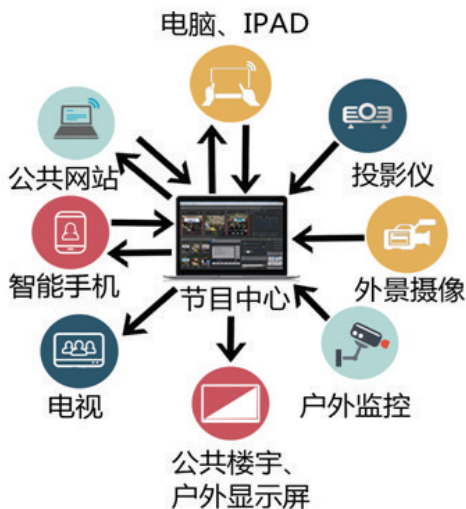 电脑、IPAD
公共网站
投影仪
智能手机
节目中心
外景摄像
电视
户外监控
公共楼宇、
户外显示屏